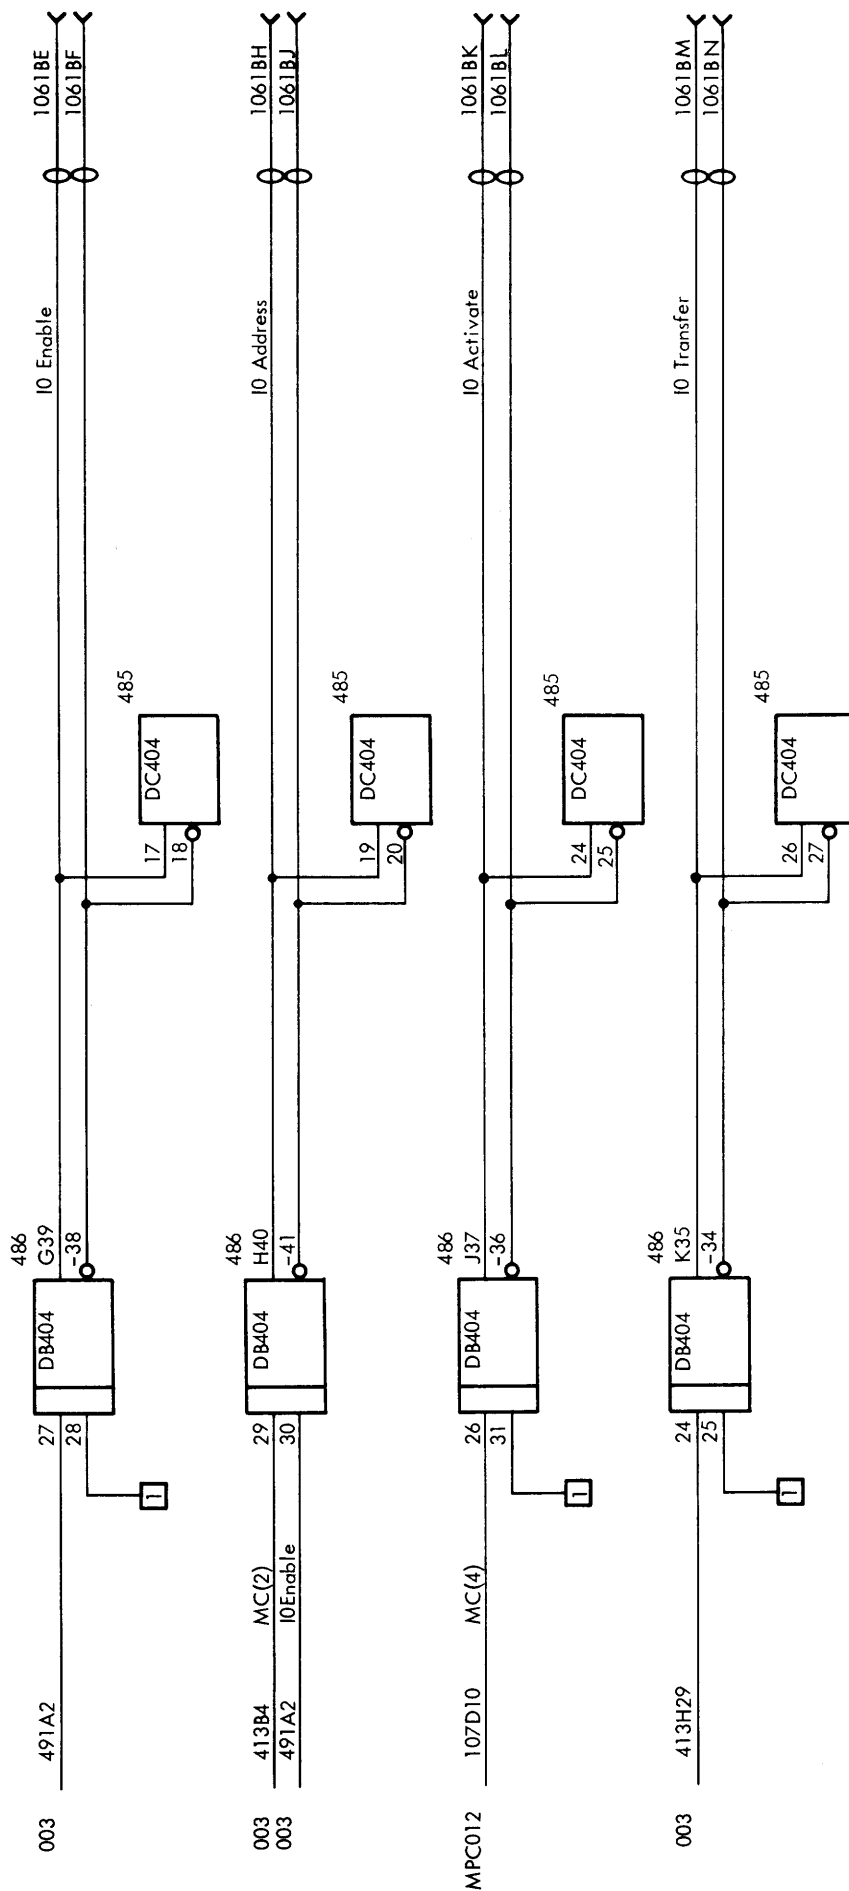 003
491A2
27
28
1
DB404
486
G39
-38
17
18
DC404
485
IO Enable
1061BE
1061BF
003
003
413B4
491A2
MC(2)
IOEnable
29
30
DB404
486
H40
-41
19
20
DC404
485
IO Address
1061BH
1061BJ
MPC012
107D10
MC(4)
26
31
1
DB404
486
J37
-36
24
25
DC404
485
IO Activate
1061BK
1061BL
003
413H29
24
25
1
DB404
486
K35
-34
26
27
DC404
485
IO Transfer
1061BM
1061BN